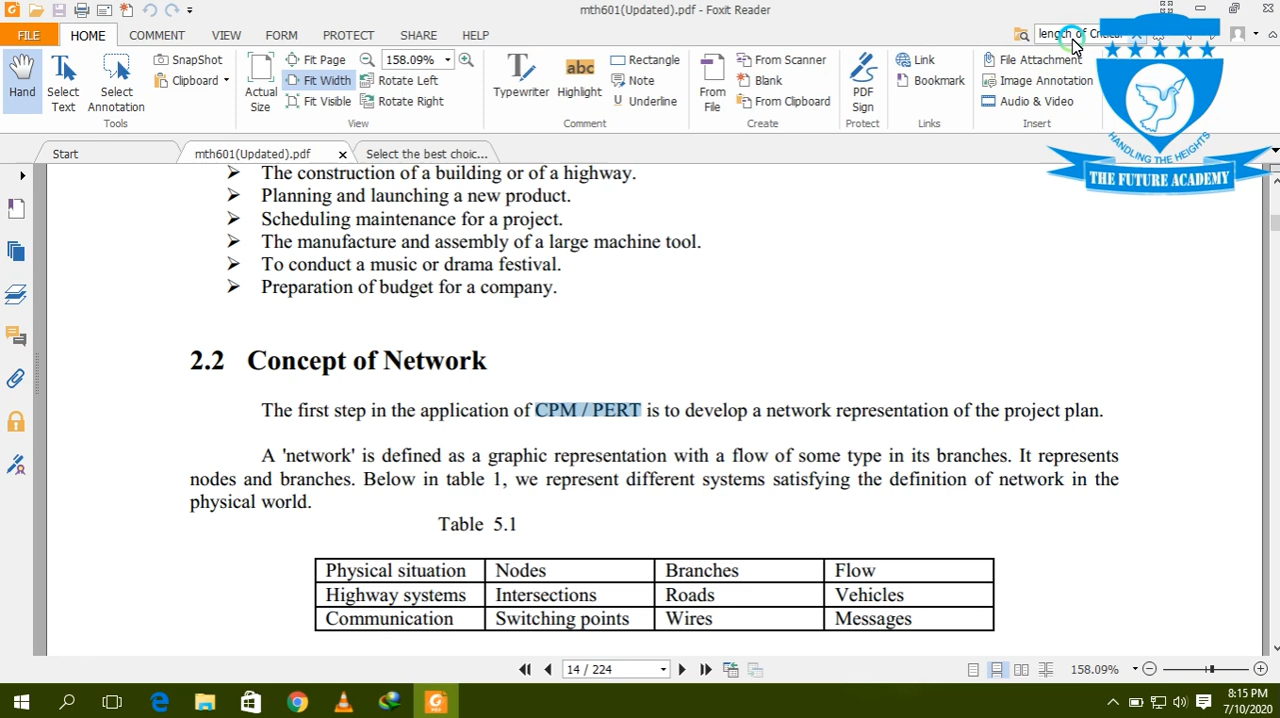 mth601(Updated).pdf - Foxit Reader
FILE HOME COMMENT VIEW FORM PROTECT SHARE HELP
length of
Hand
Select Text
Select Annotation
SnapShot
Clipboard
Tools
Actual Size
Fit Page
Fit Width
Fit Visible
158.09%
Rotate Left
Rotate Right
View
Typewriter
abc
Highlight
Rectangle
Note
Underline
Comment
From File
From Scanner
Blank
From Clipboard
Create
PDF Sign
Protect
Link
Bookmark
Links
File Attachment
Image Annotation
Audio & Video
Insert
HANDLING THE HEIGHTS
THE FUTURE ACADEMY
Start mth601(Updated).pdf Select the best choic...
The construction of a building or of a highway.
Planning and launching a new product.
Scheduling maintenance for a project.
The manufacture and assembly of a large machine tool.
To conduct a music or drama festival.
Preparation of budget for a company.
2.2 Concept of Network
The first step in the application of CPM / PERT is to develop a network representation of the project plan.
A 'network' is defined as a graphic representation with a flow of some type in its branches. It represents
nodes and branches. Below in table 1, we represent different systems satisfying the definition of network in the
physical world.
Table 5.1
Physical situation Nodes Branches Flow
Highway systems Intersections Roads Vehicles
Communication Switching points Wires Messages
14 / 224
158.09%
8:15 PM
7/10/2020